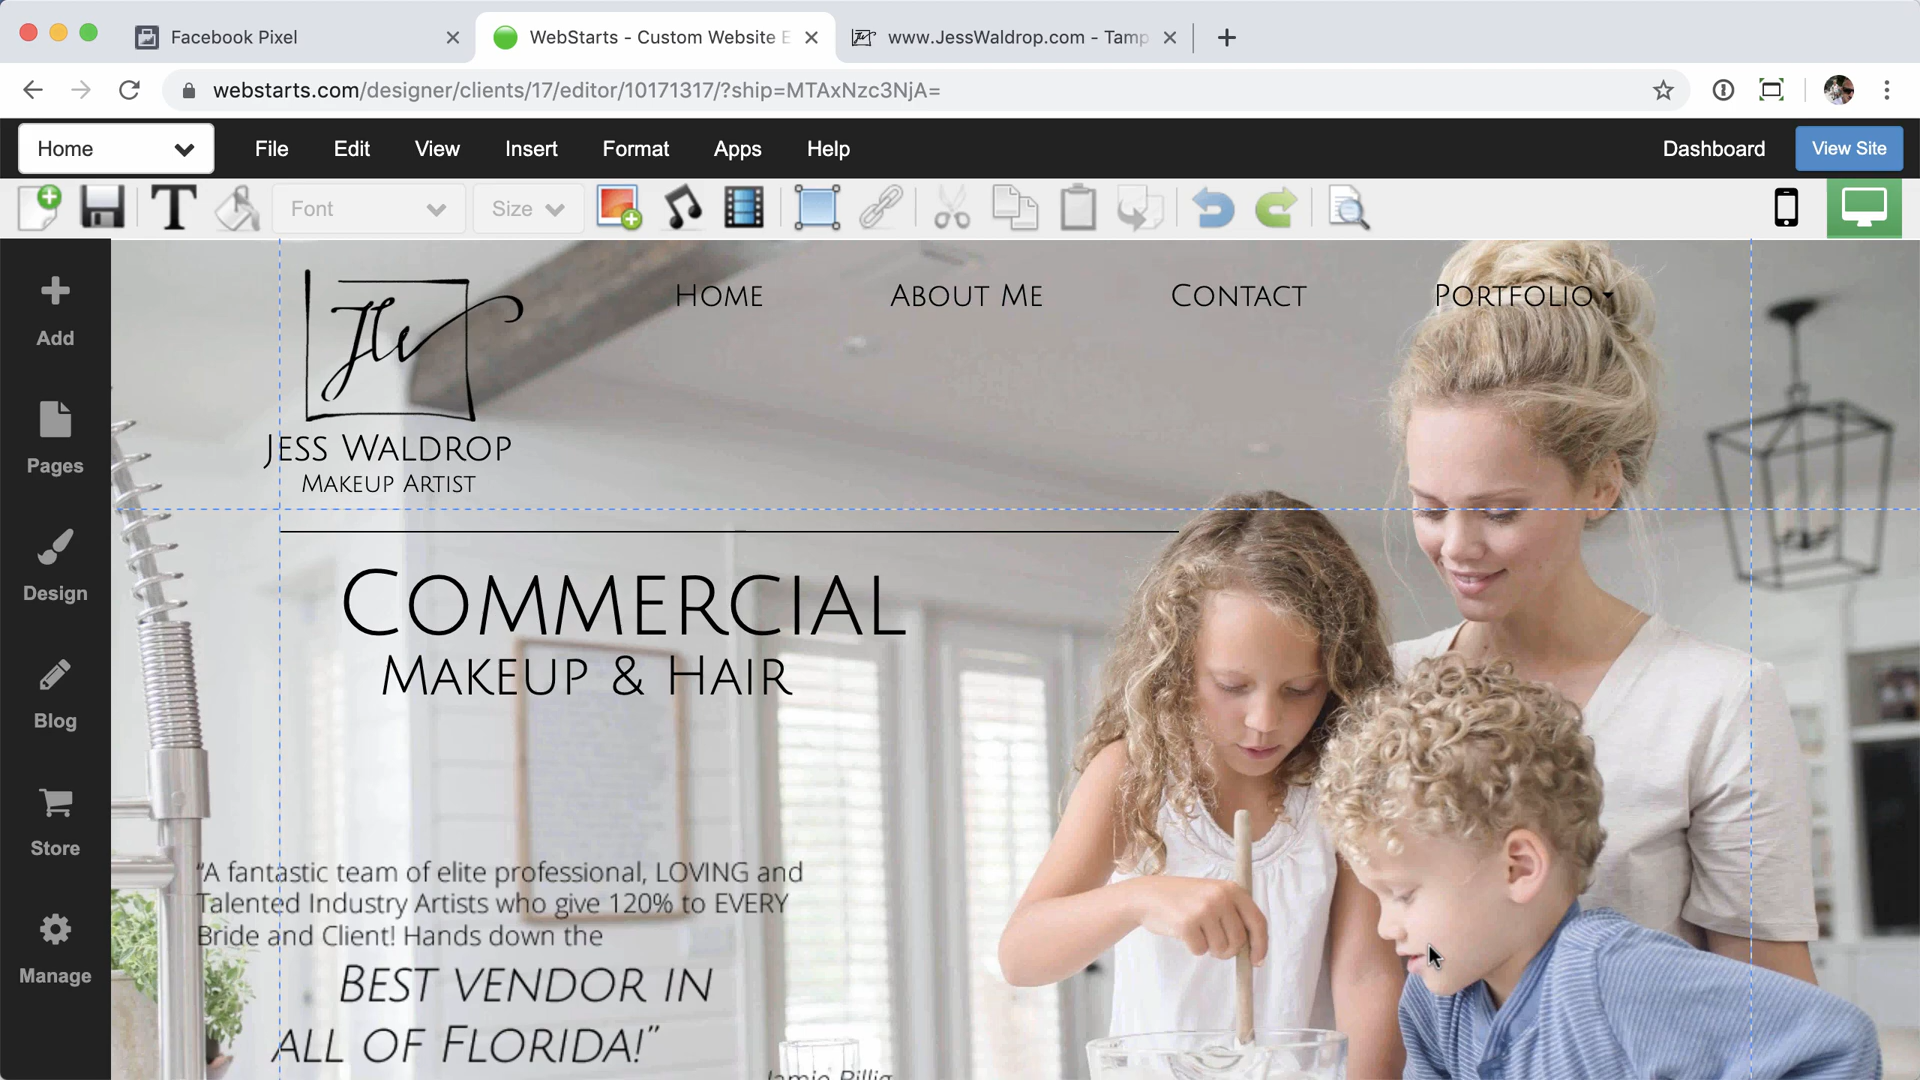 Facebook Pixel
WebStarts - Custom Website E
www.JessWaldrop.com - Tamp
webstarts.com/designer/clients/17/editor/10171317/?ship=MTAxNzc3NjA=
Home
File
Edit
View
Insert
Format
Apps
Help
Dashboard
View Site
T
Font
Size
Add
Pages
Design
Blog
Store
Manage
JW
Jess Waldrop
Makeup Artist
Home
About Me
Contact
Portfolio
Commercial
Makeup & Hair
“A fantastic team of elite professional, LOVING and
Talented Industry Artists who give 120% to EVERY
Bride and Client! Hands down the
Best vendor in
all of Florida!”
Jamie Billig